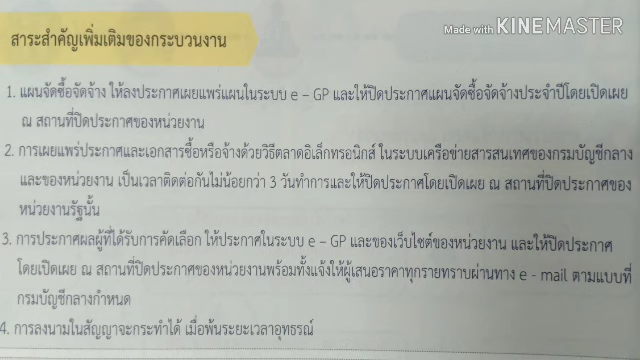 Made with KINEMASTER
สาระสำคัญเพิ่มเติมของกระบวนงาน
1. แผนจัดซื้อจัดจ้าง ให้ลงประกาศเผยแพร่แผนในระบบ e – GP และให้ปิดประกาศแผนจัดซื้อจัดจ้างประจำปีโดยเปิดเผย
ณ สถานที่ปิดประกาศของหน่วยงาน
2. การเผยแพร่ประกาศและเอกสารซื้อหรือจ้างด้วยวิธีตลาดอิเล็กทรอนิกส์ ในระบบเครือข่ายสารสนเทศของกรมบัญชีกลาง
และของหน่วยงาน เป็นเวลาติดต่อกันไม่น้อยกว่า 3 วันทำการและให้ปิดประกาศโดยเปิดเผย ณ สถานที่ปิดประกาศของ
หน่วยงานรัฐนั้น
3. การประกาศผลผู้ที่ได้รับการคัดเลือก ให้ประกาศในระบบ e – GP และของเว็บไซต์ของหน่วยงาน และให้ปิดประกาศ
โดยเปิดเผย ณ สถานที่ปิดประกาศของหน่วยงานพร้อมทั้งแจ้งให้ผู้เสนอราคาทุกรายทราบผ่านทาง e - mail ตามแบบที่
กรมบัญชีกลางกำหนด
4. การลงนามในสัญญาจะกระทำได้ เมื่อพ้นระยะเวลาอุทธรณ์